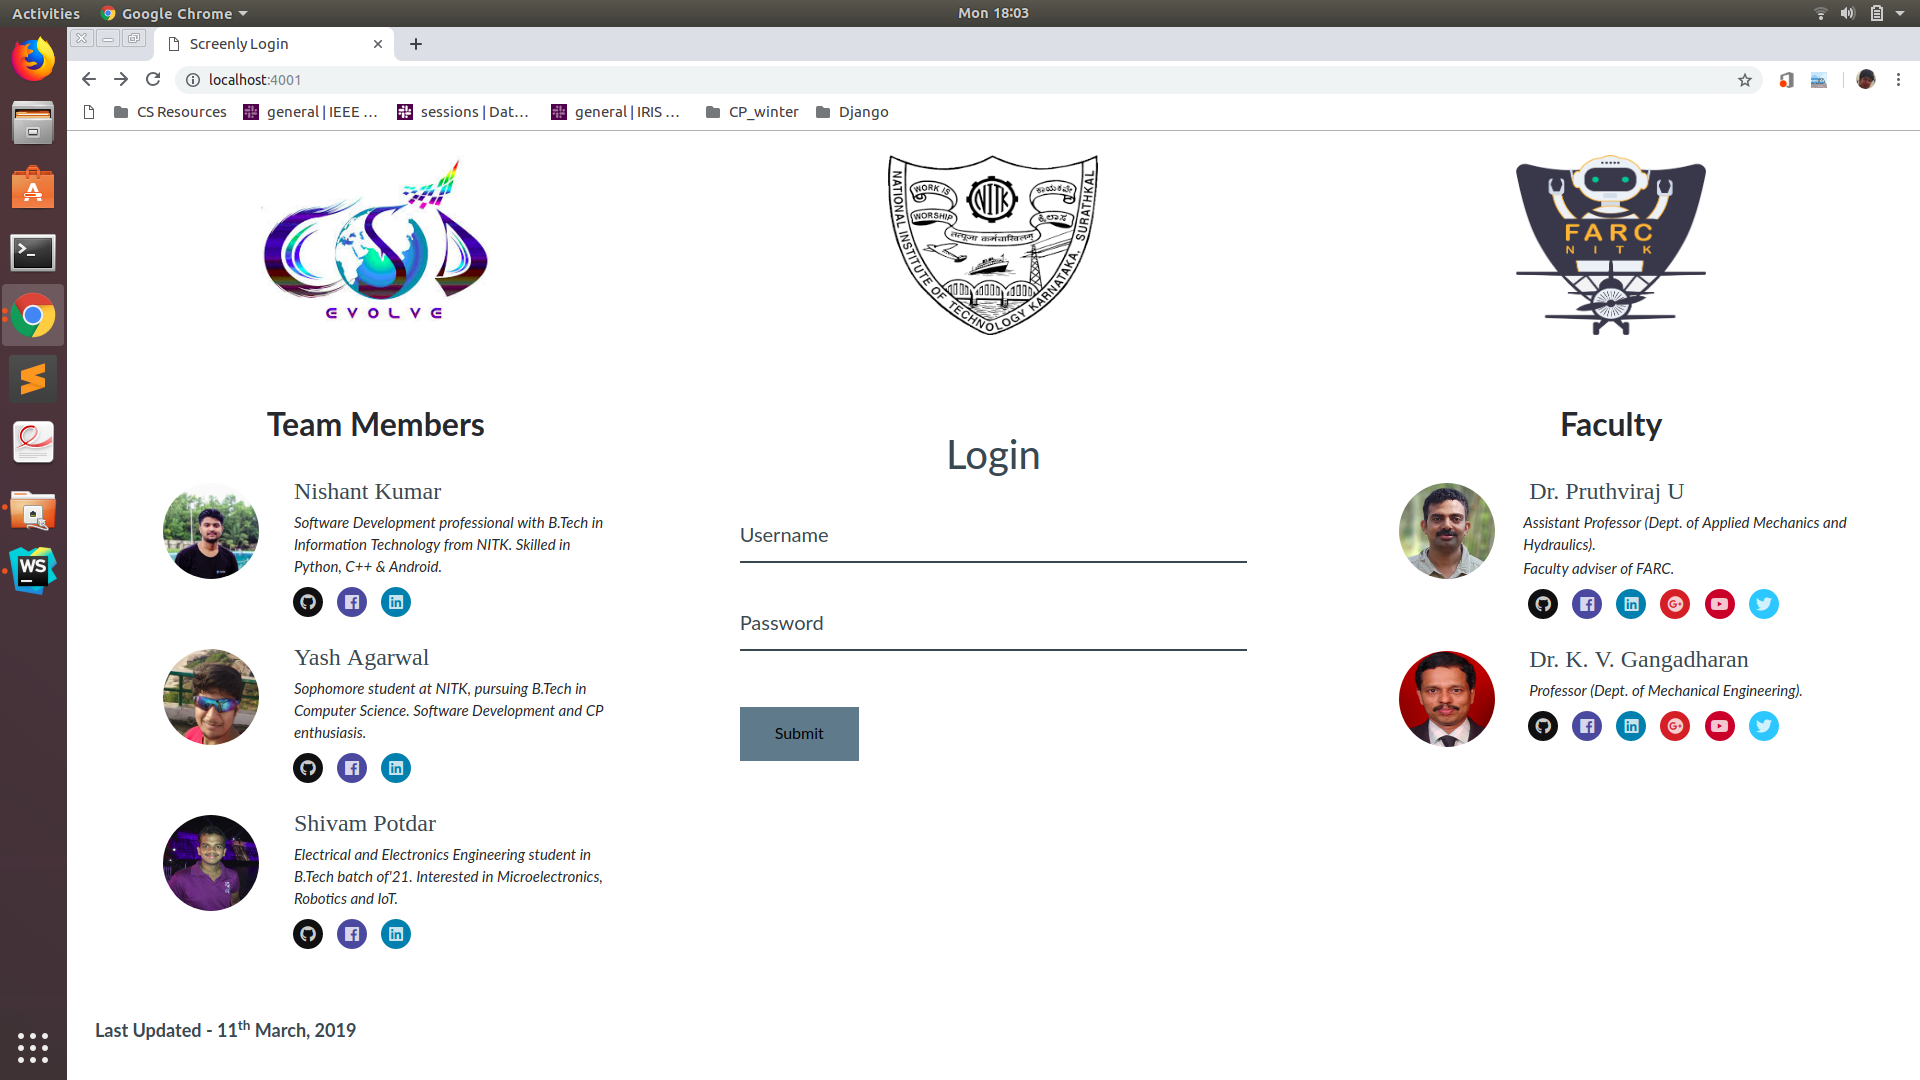 Activities
Google Chrome
Mon 18:03
Screenly Login
localhost:4001
CS Resources
general | IEEE ...
sessions | Dat...
general | IRIS ...
CP_winter
Django
EVOLVE
NATIONAL INSTITUTE OF TECHNOLOGY KARNATAKA, SURATHKAL
WORK IS
WORSHIP
NITK
ಕಾಯಕವೇ
ಕೈಲಾಸ
FARC
NITK
Team Members
Nishant Kumar
Software Development professional with B.Tech in
Information Technology from NITK. Skilled in
Python, C++ & Android.
Yash Agarwal
Sophomore student at NITK, pursuing B.Tech in
Computer Science. Software Development and CP
enthusiasis.
Shivam Potdar
Electrical and Electronics Engineering student in
B.Tech batch of'21. Interested in Microelectronics,
Robotics and IoT.
Login
Username
Password
Submit
Faculty
Dr. Pruthviraj U
Assistant Professor (Dept. of Applied Mechanics and
Hydraulics).
Faculty adviser of FARC.
Dr. K. V. Gangadharan
Professor (Dept. of Mechanical Engineering).
WS
Last Updated - 11th March, 2019